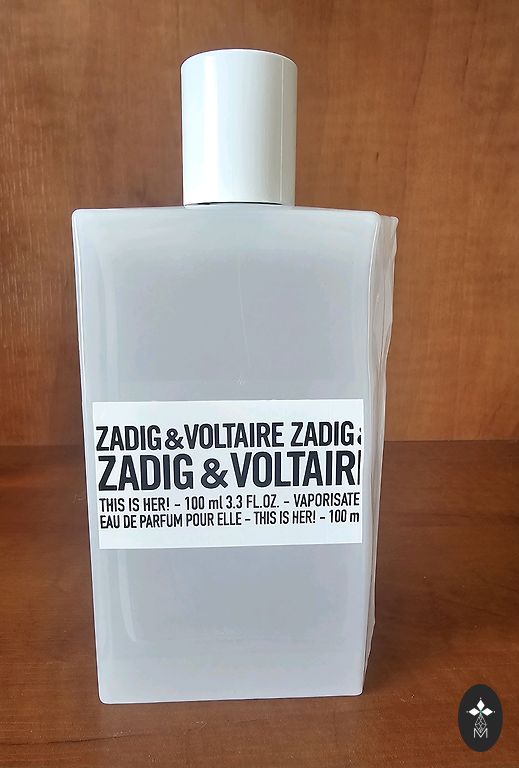 ZADIG&VOLTAIRE ZADIG&
ZADIG &VOLTAIR
THIS IS HER! – 100 ml 3.3 FL.OZ. – VAPORISATE
EAU DE PARFUM POUR ELLE – THIS IS HER! – 100 m